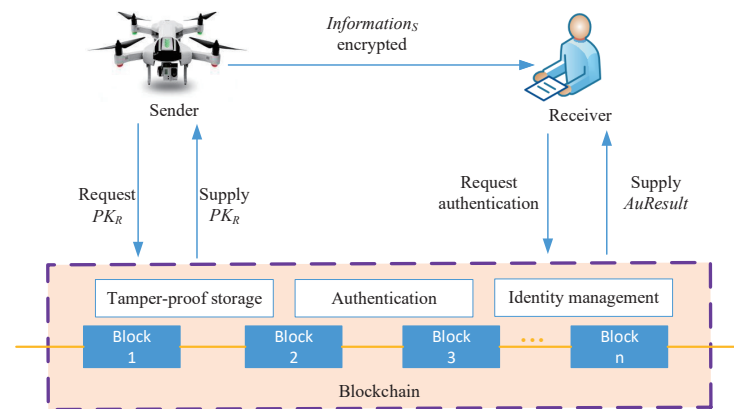 Informations
encrypted
Sender
Receiver
Request
PKR
Supply
PKR
Request
authentication
Supply
AuResult
Tamper-proof storage
Authentication
Identity management
Block
1
Block
2
Block
3
...
Block
n
Blockchain